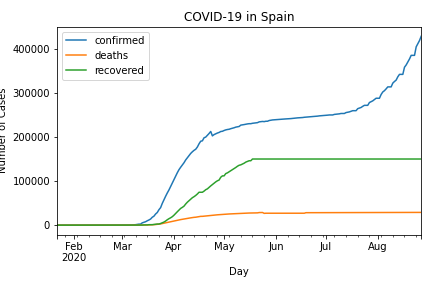 COVID-19 in Spain
confirmed
deaths
recovered
Number of Cases
400000
300000
200000
100000
0
Feb Mar Apr May Jun Jul Aug
2020
Day